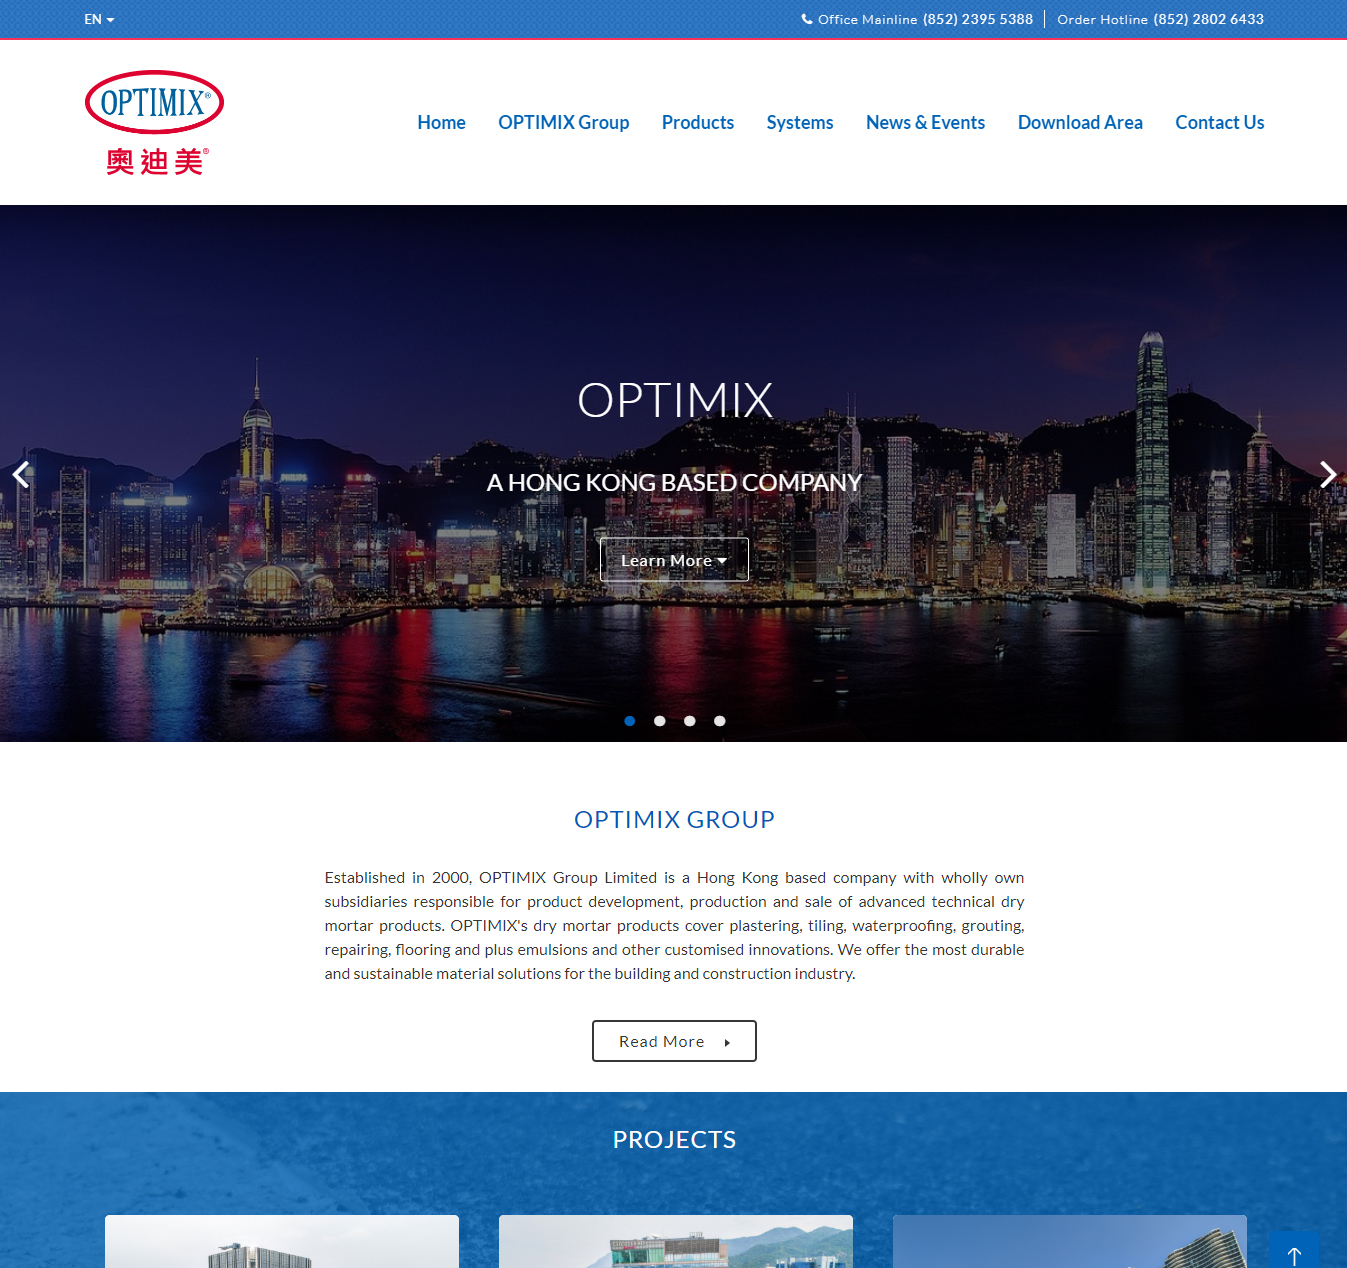 EN
Office Mainline (852) 2395 5388
Order Hotline (852) 2802 6433
OPTIMIX®
奧迪美®
Home
OPTIMIX Group
Products
Systems
News & Events
Download Area
Contact Us
OPTIMIX
A HONG KONG BASED COMPANY
Learn More
OPTIMIX GROUP
Established in 2000, OPTIMIX Group Limited is a Hong Kong based company with wholly own
subsidiaries responsible for product development, production and sale of advanced technical dry
mortar products. OPTIMIX's dry mortar products cover plastering, tiling, waterproofing, grouting,
repairing, flooring and plus emulsions and other customised innovations. We offer the most durable
and sustainable material solutions for the building and construction industry.
Read More
PROJECTS